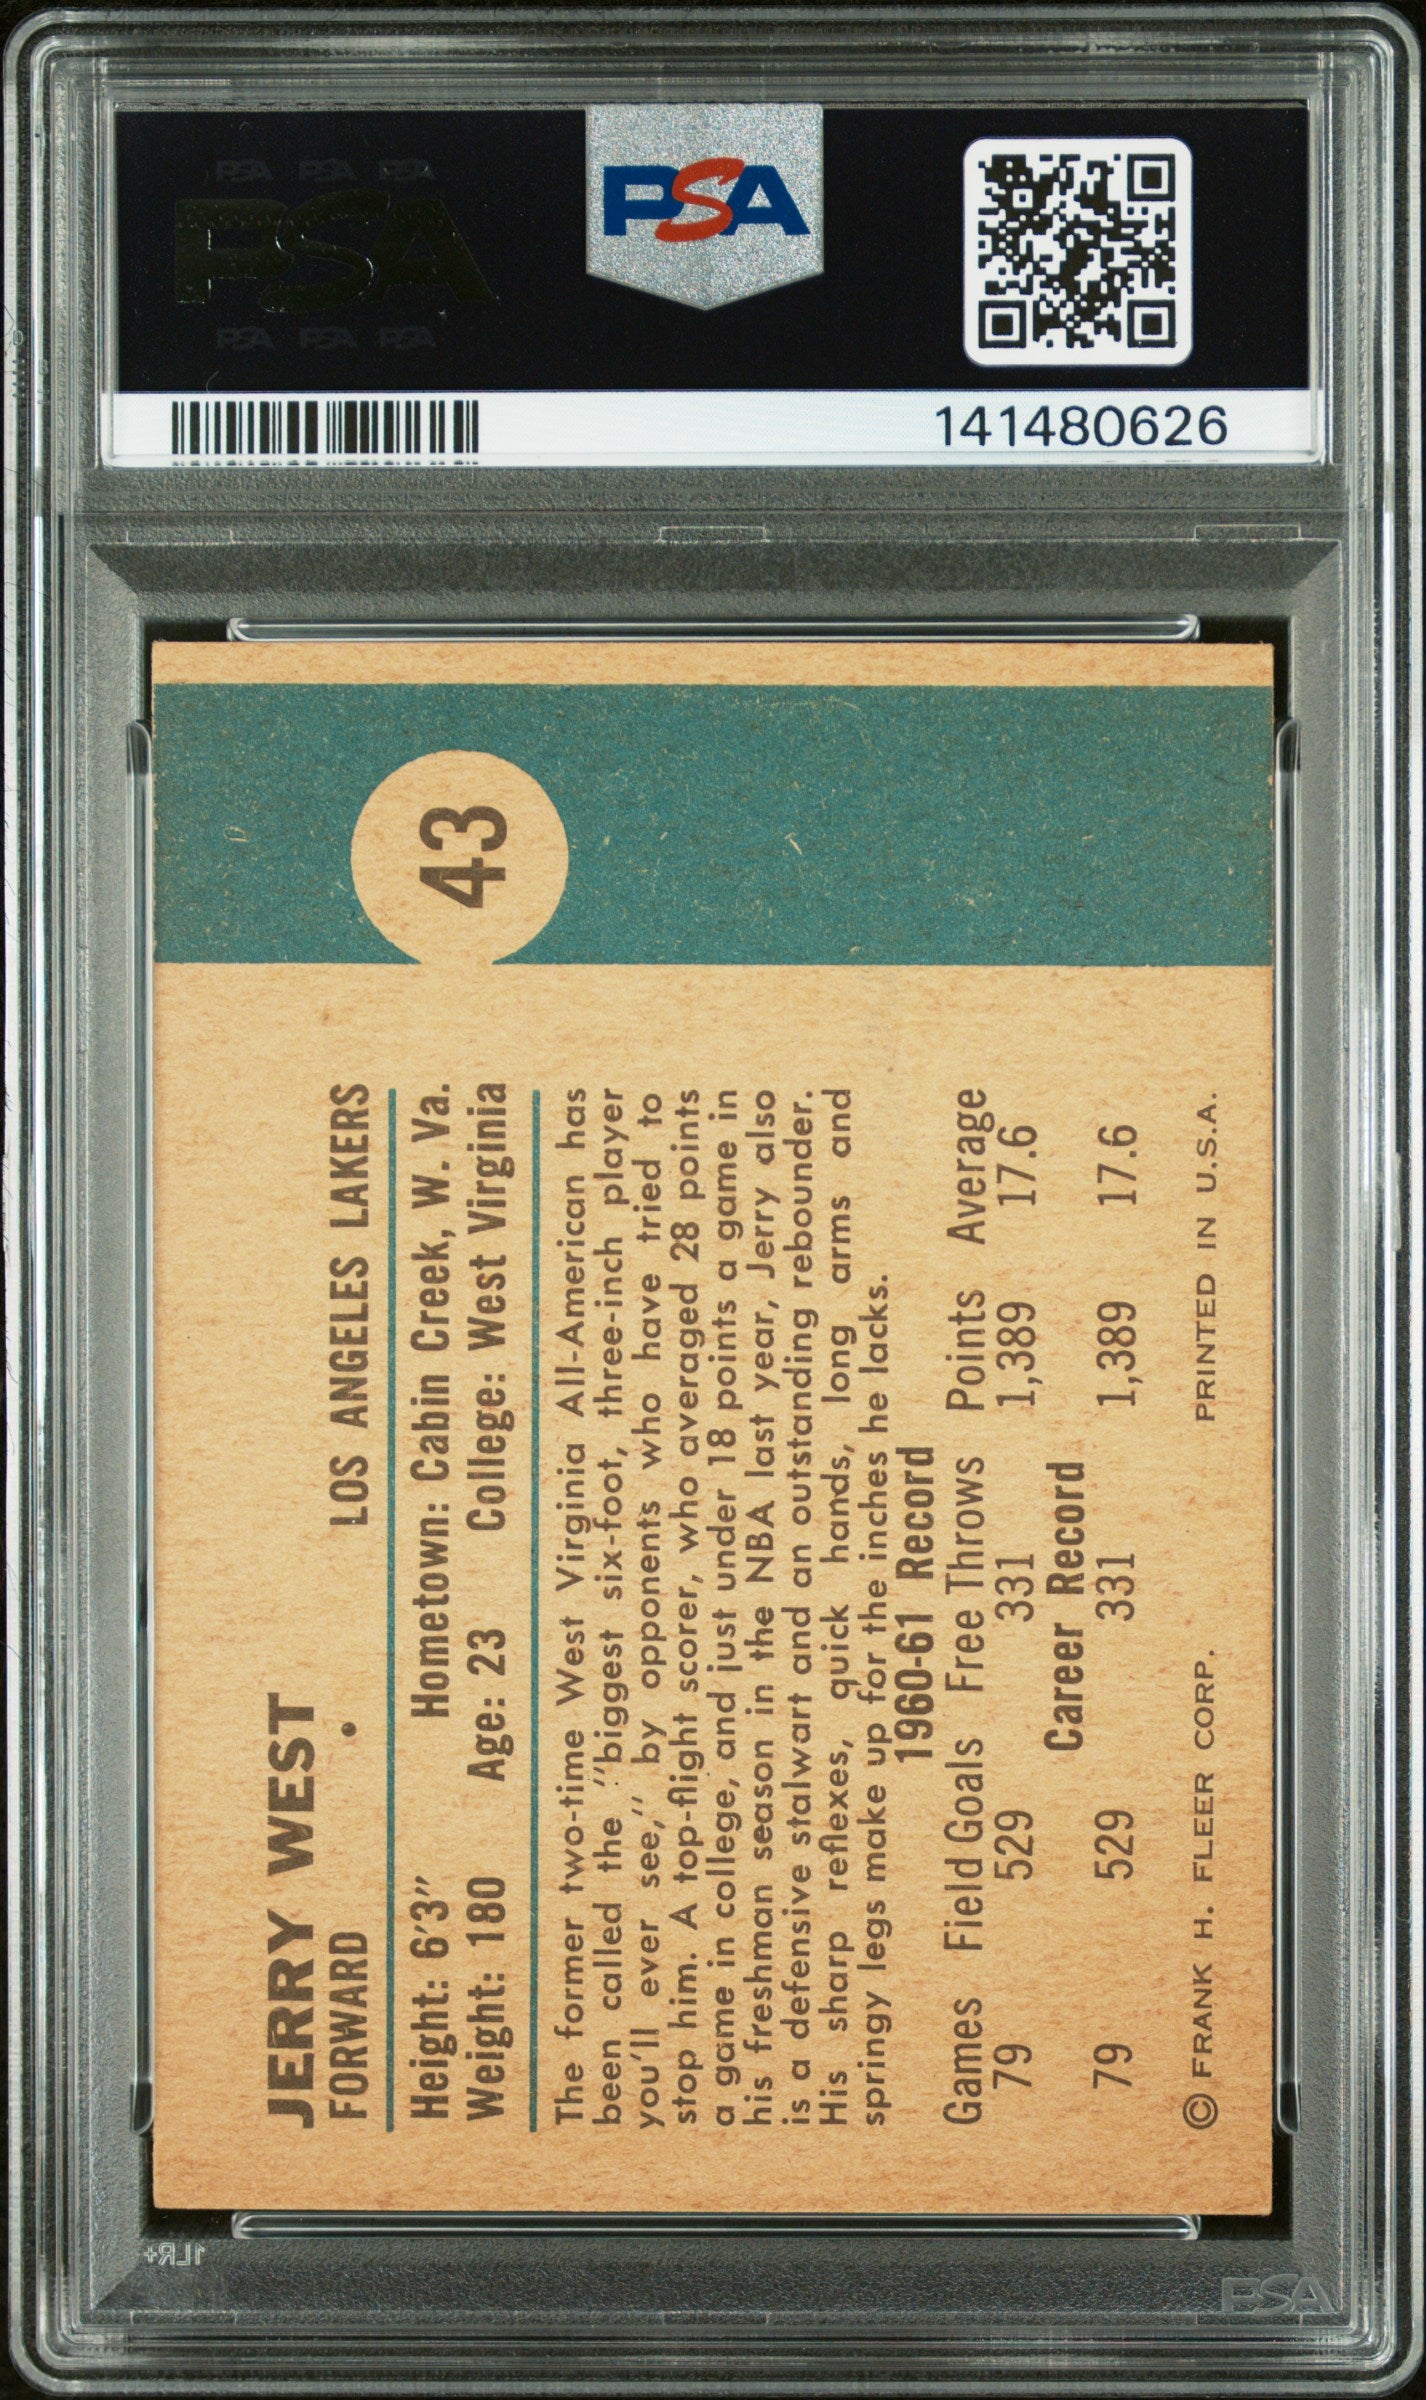 PSA PSA PSA
PSA
PSA PSA PSA
PSA
141480626
43
JERRY WEST
FORWARD • LOS ANGELES LAKERS
Height: 6'3" Hometown: Cabin Creek, W. Va.
Weight: 180 Age: 23 College: West Virginia
The former two-time West Virginia All-American has
been called the "biggest six-foot, three-inch player
you'll ever see," by opponents who have tried to
stop him. A top-flight scorer, who averaged 28 points
a game in college, and just under 18 points a game in
his freshman season in the NBA last year, Jerry also
is a defensive stalwart and an outstanding rebounder.
His sharp reflexes, quick hands, long arms and
springy legs make up for the inches he lacks.
1960-61 Record
Games Field Goals Free Throws Points Average
79 529 331 1,389 17.6
Career Record
79 529 331 1,389 17.6
© FRANK H. FLEER CORP. PRINTED IN U.S.A.
1LR+
PSA